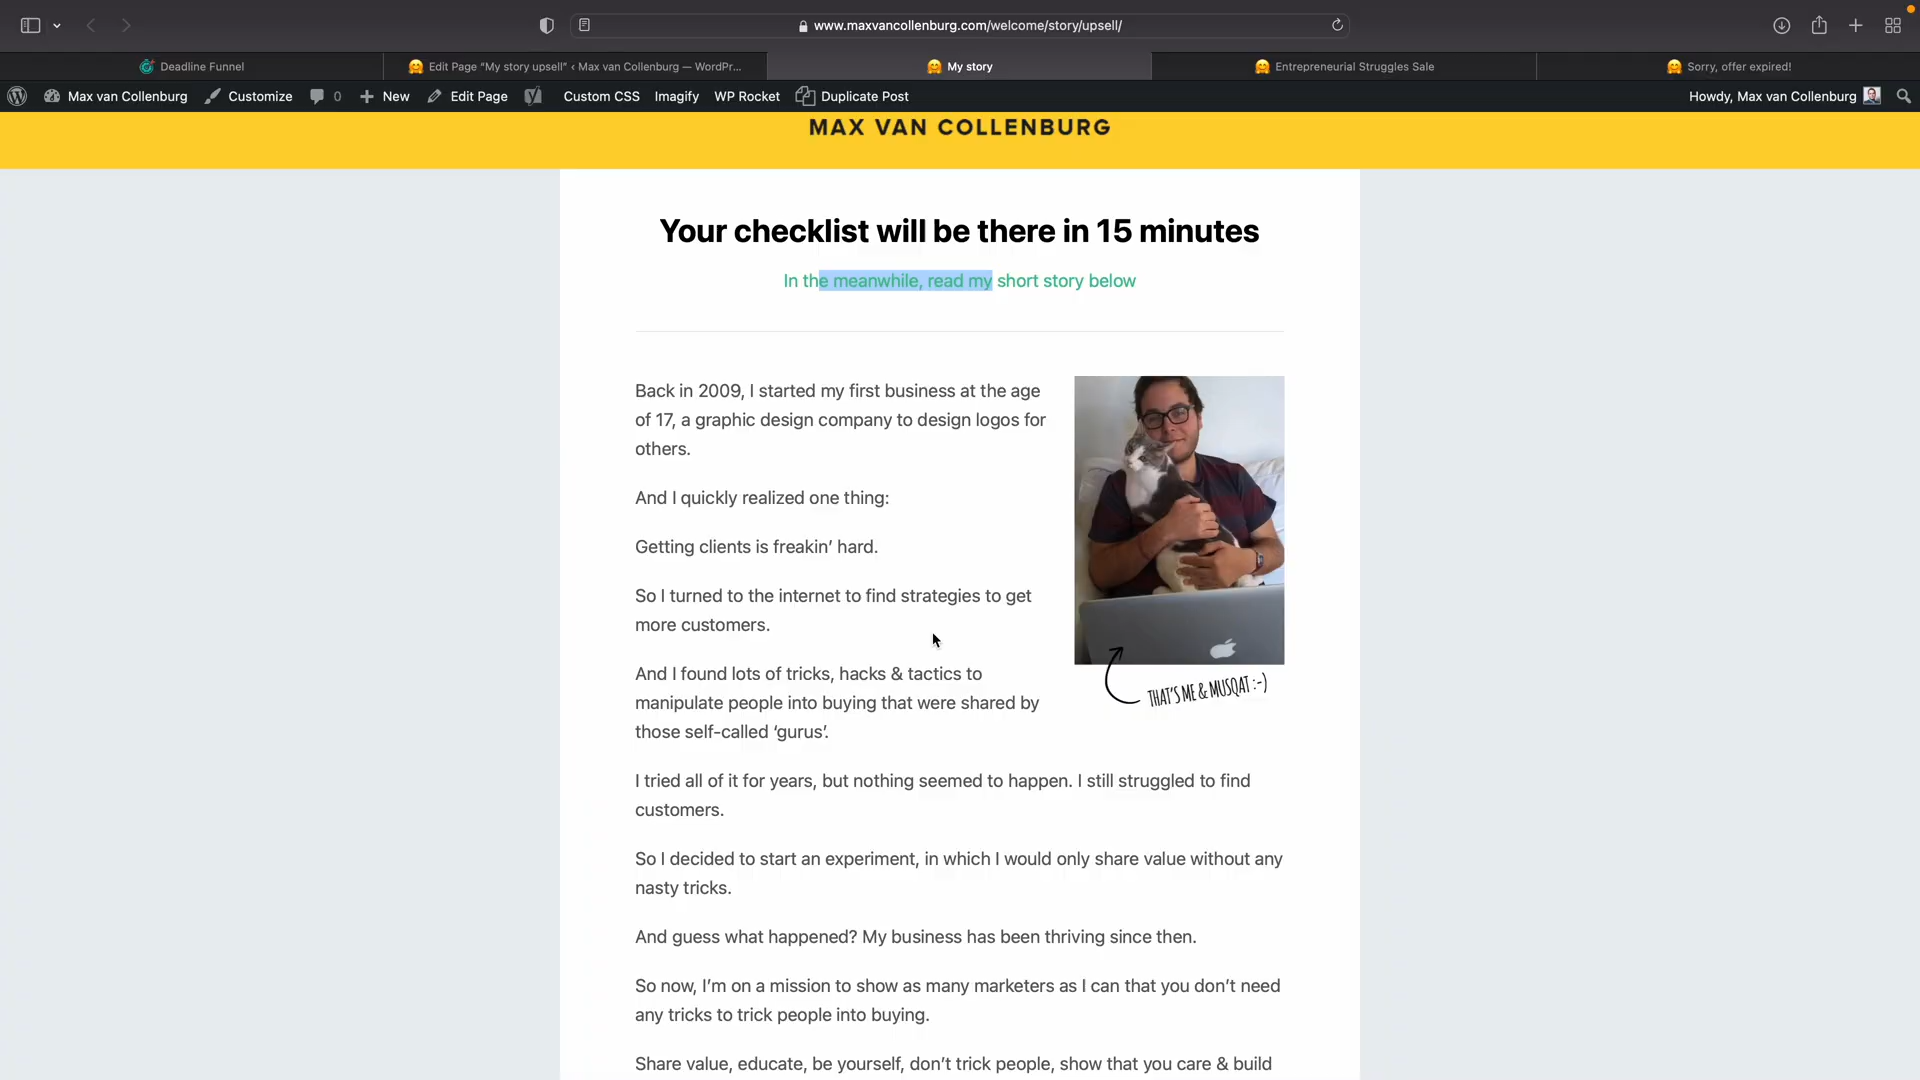 www.maxvancollenburg.com/welcome/story/upsell/
Deadline Funnel
Edit Page “My story upsell” ‹ Max van Collenburg — WordPr...
My story
Entrepreneurial Struggles Sale
Sorry, offer expired!
Max van Collenburg
Customize
0
New
Edit Page
Custom CSS
Imagify
WP Rocket
Duplicate Post
Howdy, Max van Collenburg
MAX VAN COLLENBURG
Your checklist will be there in 15 minutes
In the meanwhile, read my short story below
Back in 2009, I started my first business at the age
of 17, a graphic design company to design logos for
others.
And I quickly realized one thing:
Getting clients is freakin’ hard.
So I turned to the internet to find strategies to get
more customers.
And I found lots of tricks, hacks & tactics to
manipulate people into buying that were shared by
those self-called ‘gurus’.
THAT'S ME & MUSQAT :-)
I tried all of it for years, but nothing seemed to happen. I still struggled to find
customers.
So I decided to start an experiment, in which I would only share value without any
nasty tricks.
And guess what happened? My business has been thriving since then.
So now, I’m on a mission to show as many marketers as I can that you don’t need
any tricks to trick people into buying.
Share value, educate, be yourself, don’t trick people, show that you care & build